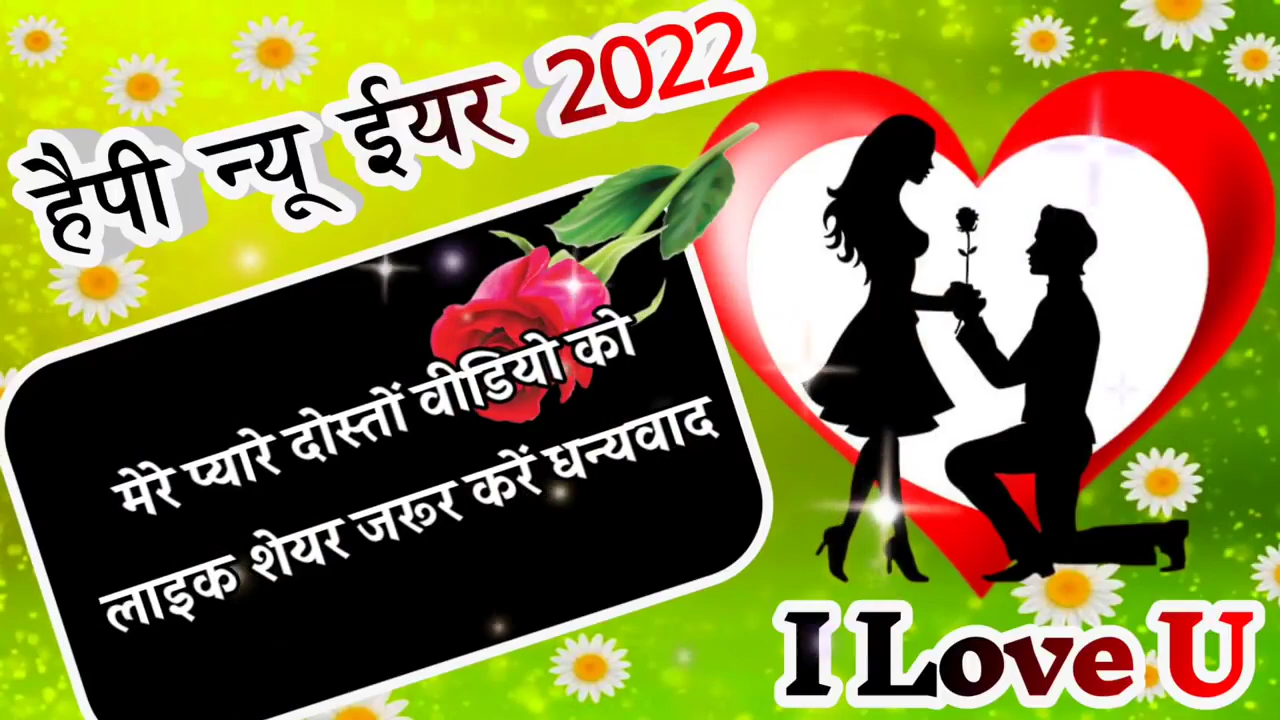 हैपी न्यू ईयर 2022
मेरे प्यारे दोस्तों वीडियो को
लाइक शेयर जरूर करें धन्यवाद
I Love U